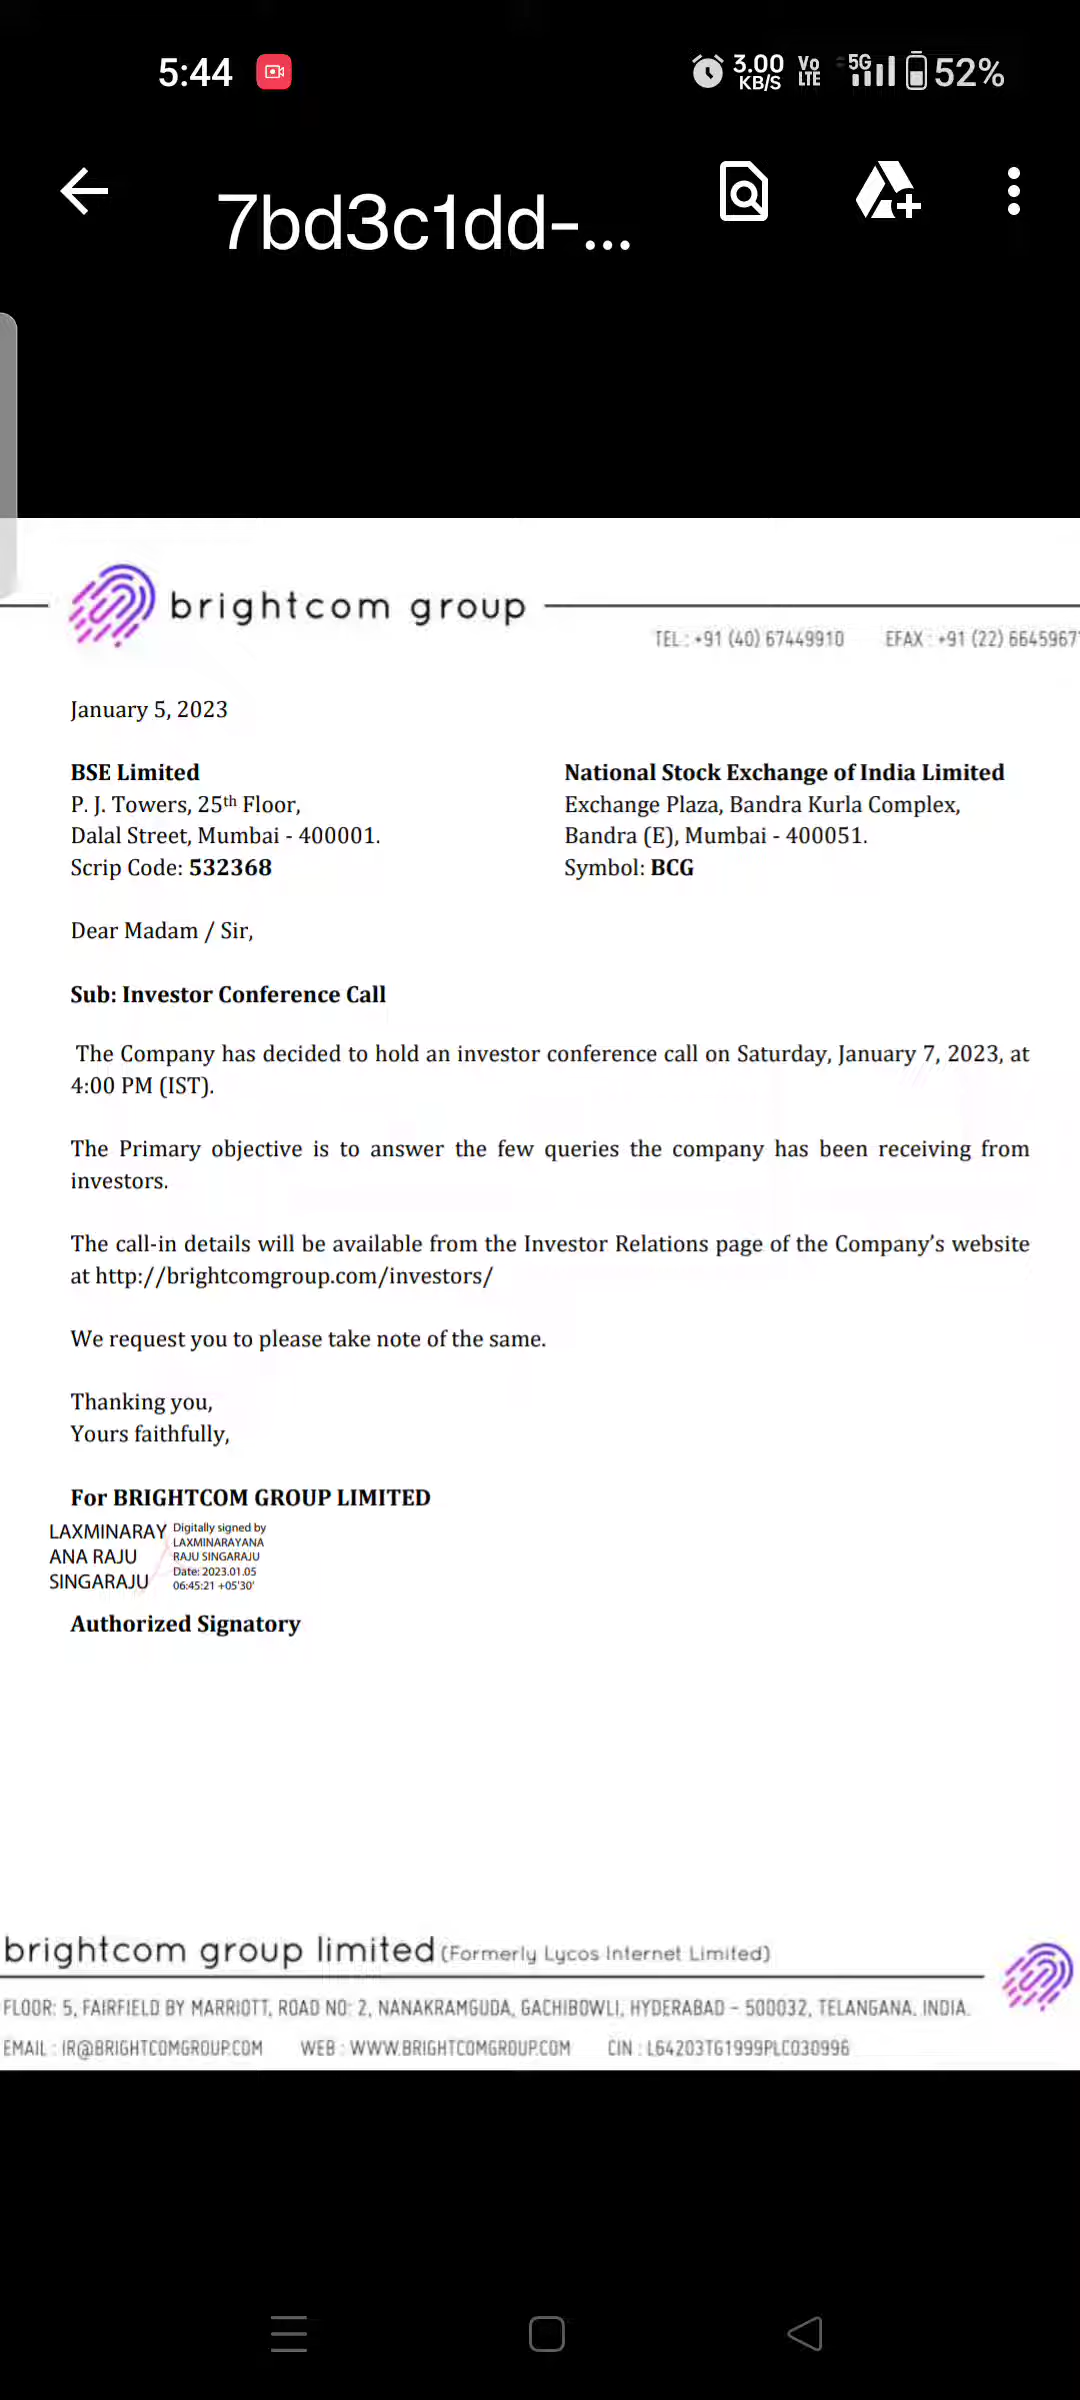 5:44
3.00 KB/S
Vo LTE
5G
52%
7bd3c1dd-...
brightcom group
TEL : +91 (40) 67449910 EFAX : +91 (22) 6645967
January 5, 2023
BSE Limited National Stock Exchange of India Limited
P. J. Towers, 25th Floor, Exchange Plaza, Bandra Kurla Complex,
Dalal Street, Mumbai - 400001. Bandra (E), Mumbai - 400051.
Scrip Code: 532368 Symbol: BCG
Dear Madam / Sir,
Sub: Investor Conference Call
The Company has decided to hold an investor conference call on Saturday, January 7, 2023, at
4:00 PM (IST).
The Primary objective is to answer the few queries the company has been receiving from
investors.
The call-in details will be available from the Investor Relations page of the Company’s website
at http://brightcomgroup.com/investors/
We request you to please take note of the same.
Thanking you,
Yours faithfully,
For BRIGHTCOM GROUP LIMITED
LAXMINARAY
ANA RAJU
SINGARAJU
Digitally signed by
LAXMINARAYANA
RAJU SINGARAJU
Date: 2023.01.05
06:45:21 +05'30'
Authorized Signatory
brightcom group limited (Formerly Lycos Internet Limited)
FLOOR: 5, FAIRFIELD BY MARRIOTT, ROAD NO: 2, NANAKRAMGUDA, GACHIBOWLI, HYDERABAD – 500032, TELANGANA, INDIA.
EMAIL : IR@BRIGHTCOMGROUP.COM WEB : WWW.BRIGHTCOMGROUP.COM CIN : L64203TG1999PLC030996